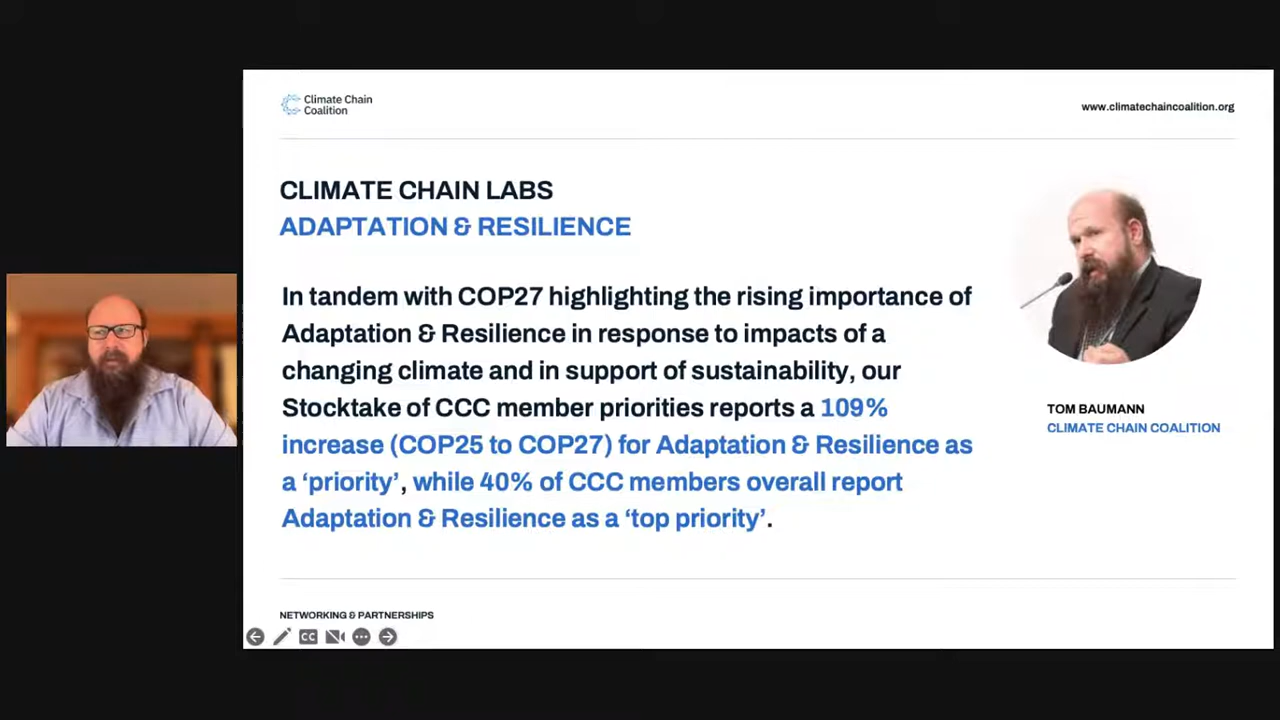 Climate Chain
Coalition
www.climatechaincoalition.org
CLIMATE CHAIN LABS
ADAPTATION & RESILIENCE
In tandem with COP27 highlighting the rising importance of
Adaptation & Resilience in response to impacts of a
changing climate and in support of sustainability, our
Stocktake of CCC member priorities reports a 109%
increase (COP25 to COP27) for Adaptation & Resilience as
a ‘priority’, while 40% of CCC members overall report
Adaptation & Resilience as a ‘top priority’.
TOM BAUMANN
CLIMATE CHAIN COALITION
NETWORKING & PARTNERSHIPS
CC